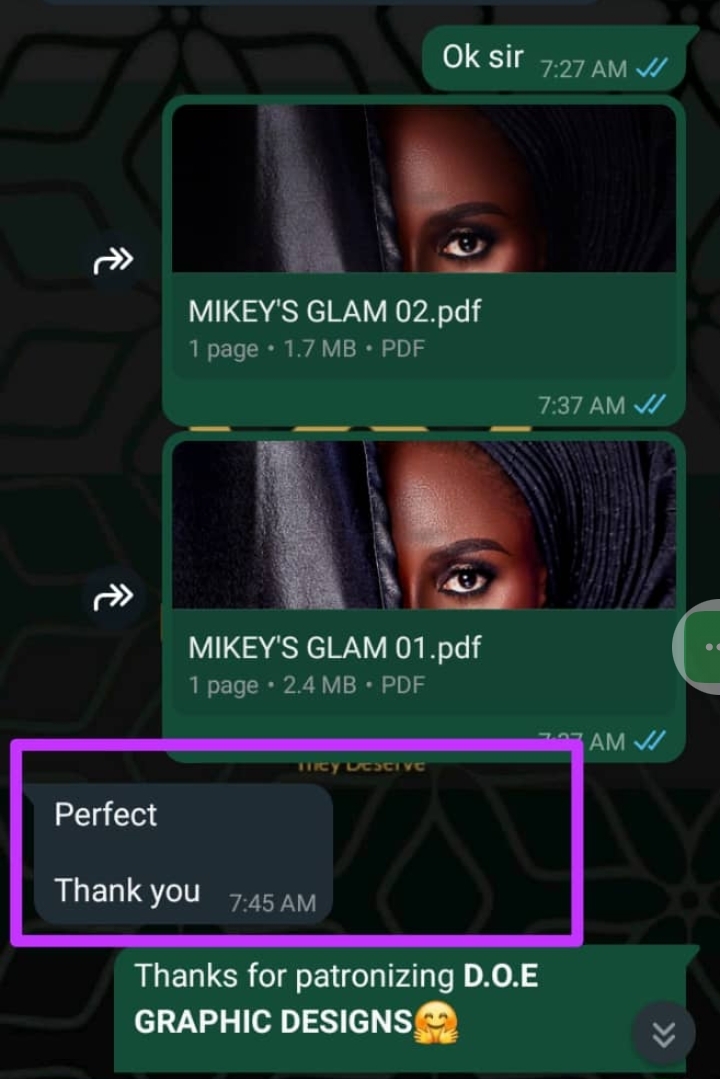 Ok sir 7:27 AM
MIKEY'S GLAM 02.pdf
1 page • 1.7 MB • PDF
7:37 AM
MIKEY'S GLAM 01.pdf
1 page • 2.4 MB • PDF
7:37 AM
They Deserve
Perfect
Thank you 7:45 AM
Thanks for patronizing D.O.E
GRAPHIC DESIGNS🤗